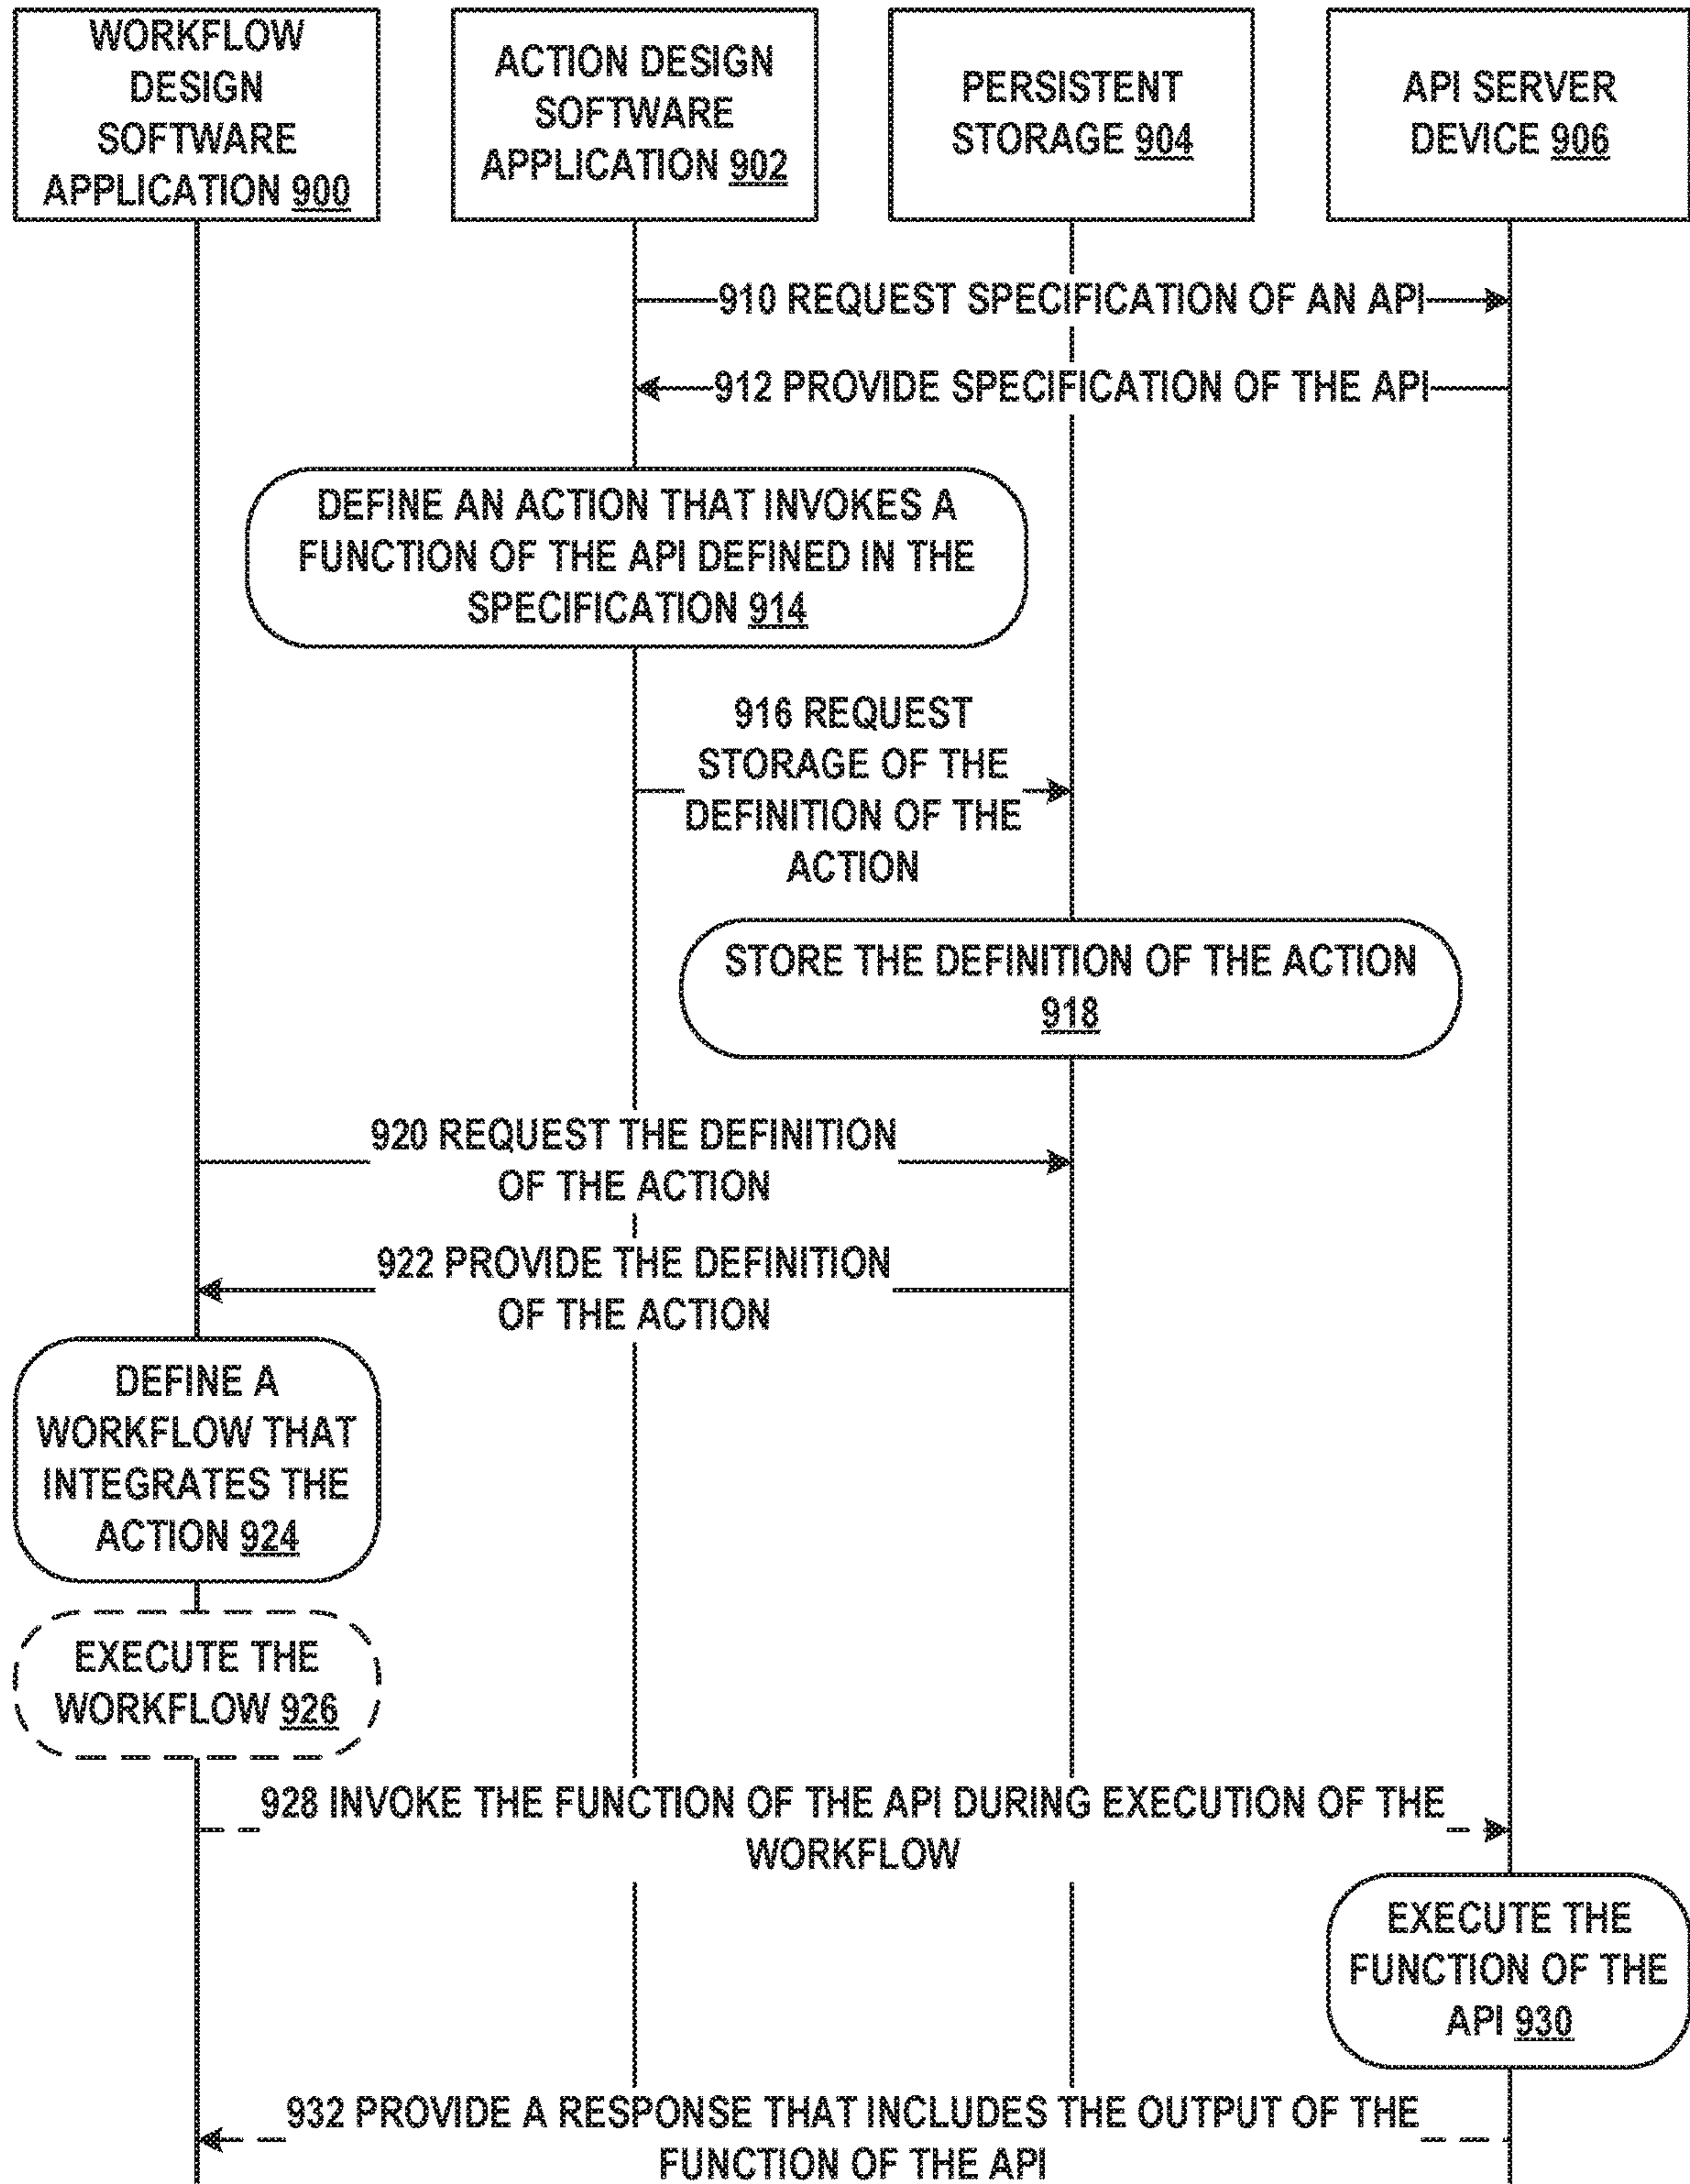 WORKFLOW
DESIGN
SOFTWARE
APPLICATION 900
ACTION DESIGN
SOFTWARE
APPLICATION 902
PERSISTENT
STORAGE 904
API SERVER
DEVICE 906
910 REQUEST SPECIFICATION OF AN API
912 PROVIDE SPECIFICATION OF THE API
DEFINE AN ACTION THAT INVOKES A
FUNCTION OF THE API DEFINED IN THE
SPECIFICATION 914
916 REQUEST
STORAGE OF THE
DEFINITION OF THE
ACTION
STORE THE DEFINITION OF THE ACTION
918
920 REQUEST THE DEFINITION
OF THE ACTION
922 PROVIDE THE DEFINITION
OF THE ACTION
DEFINE A
WORKFLOW THAT
INTEGRATES THE
ACTION 924
EXECUTE THE
WORKFLOW 926
928 INVOKE THE FUNCTION OF THE API DURING EXECUTION OF THE
WORKFLOW
EXECUTE THE
FUNCTION OF THE
API 930
932 PROVIDE A RESPONSE THAT INCLUDES THE OUTPUT OF THE
FUNCTION OF THE API